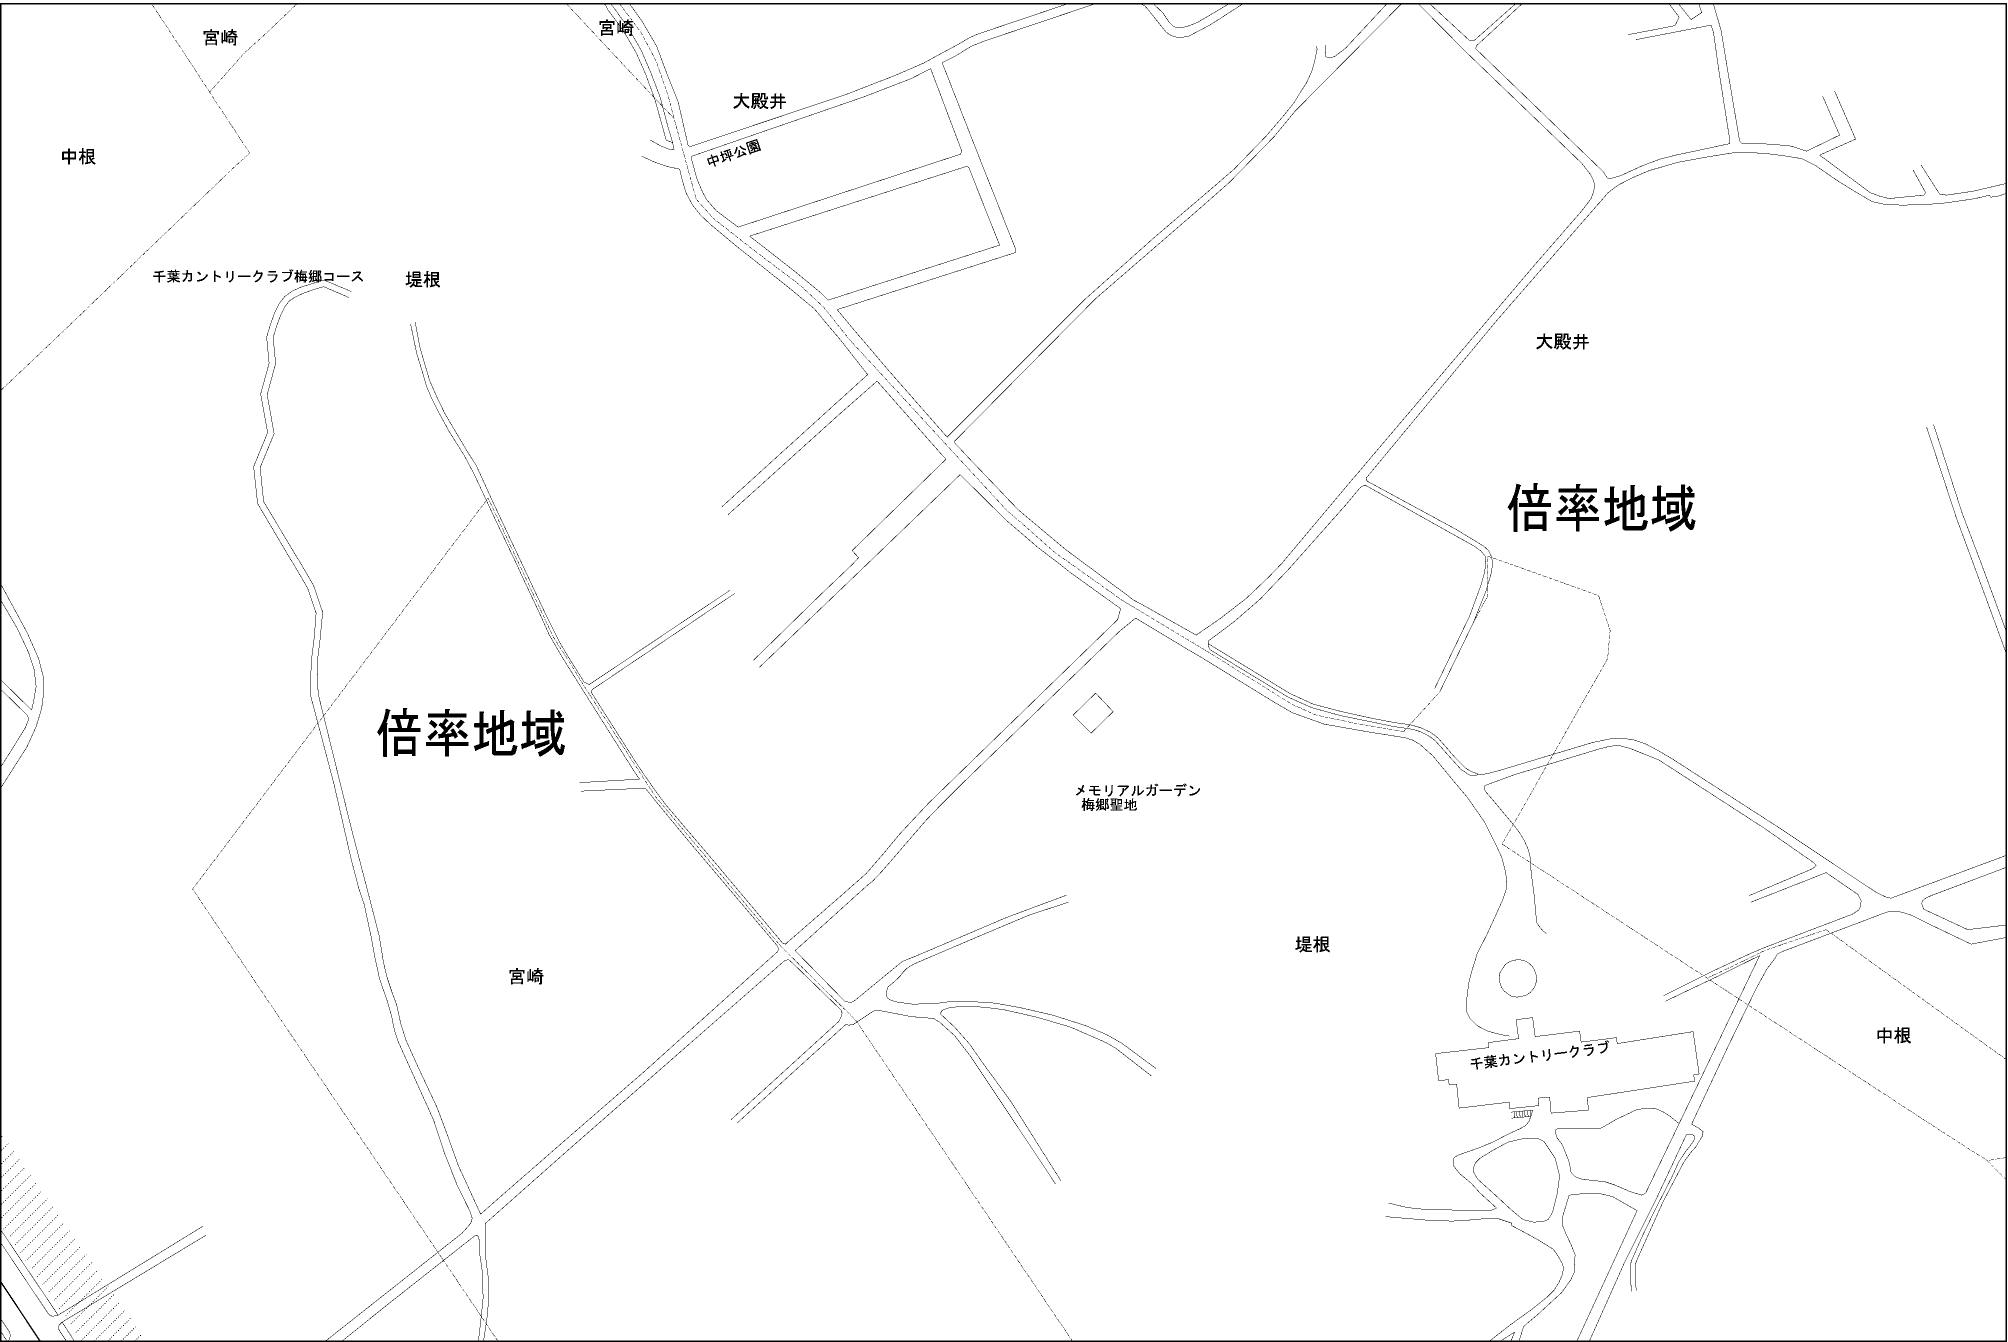 宮崎
宮崎
大殿井
中坪公園
中根
千葉カントリークラブ梅郷コース
堤根
大殿井
倍率地域
倍率地域
メモリアルガーデン
梅郷聖地
堤根
宮崎
中根
千葉カントリークラブ